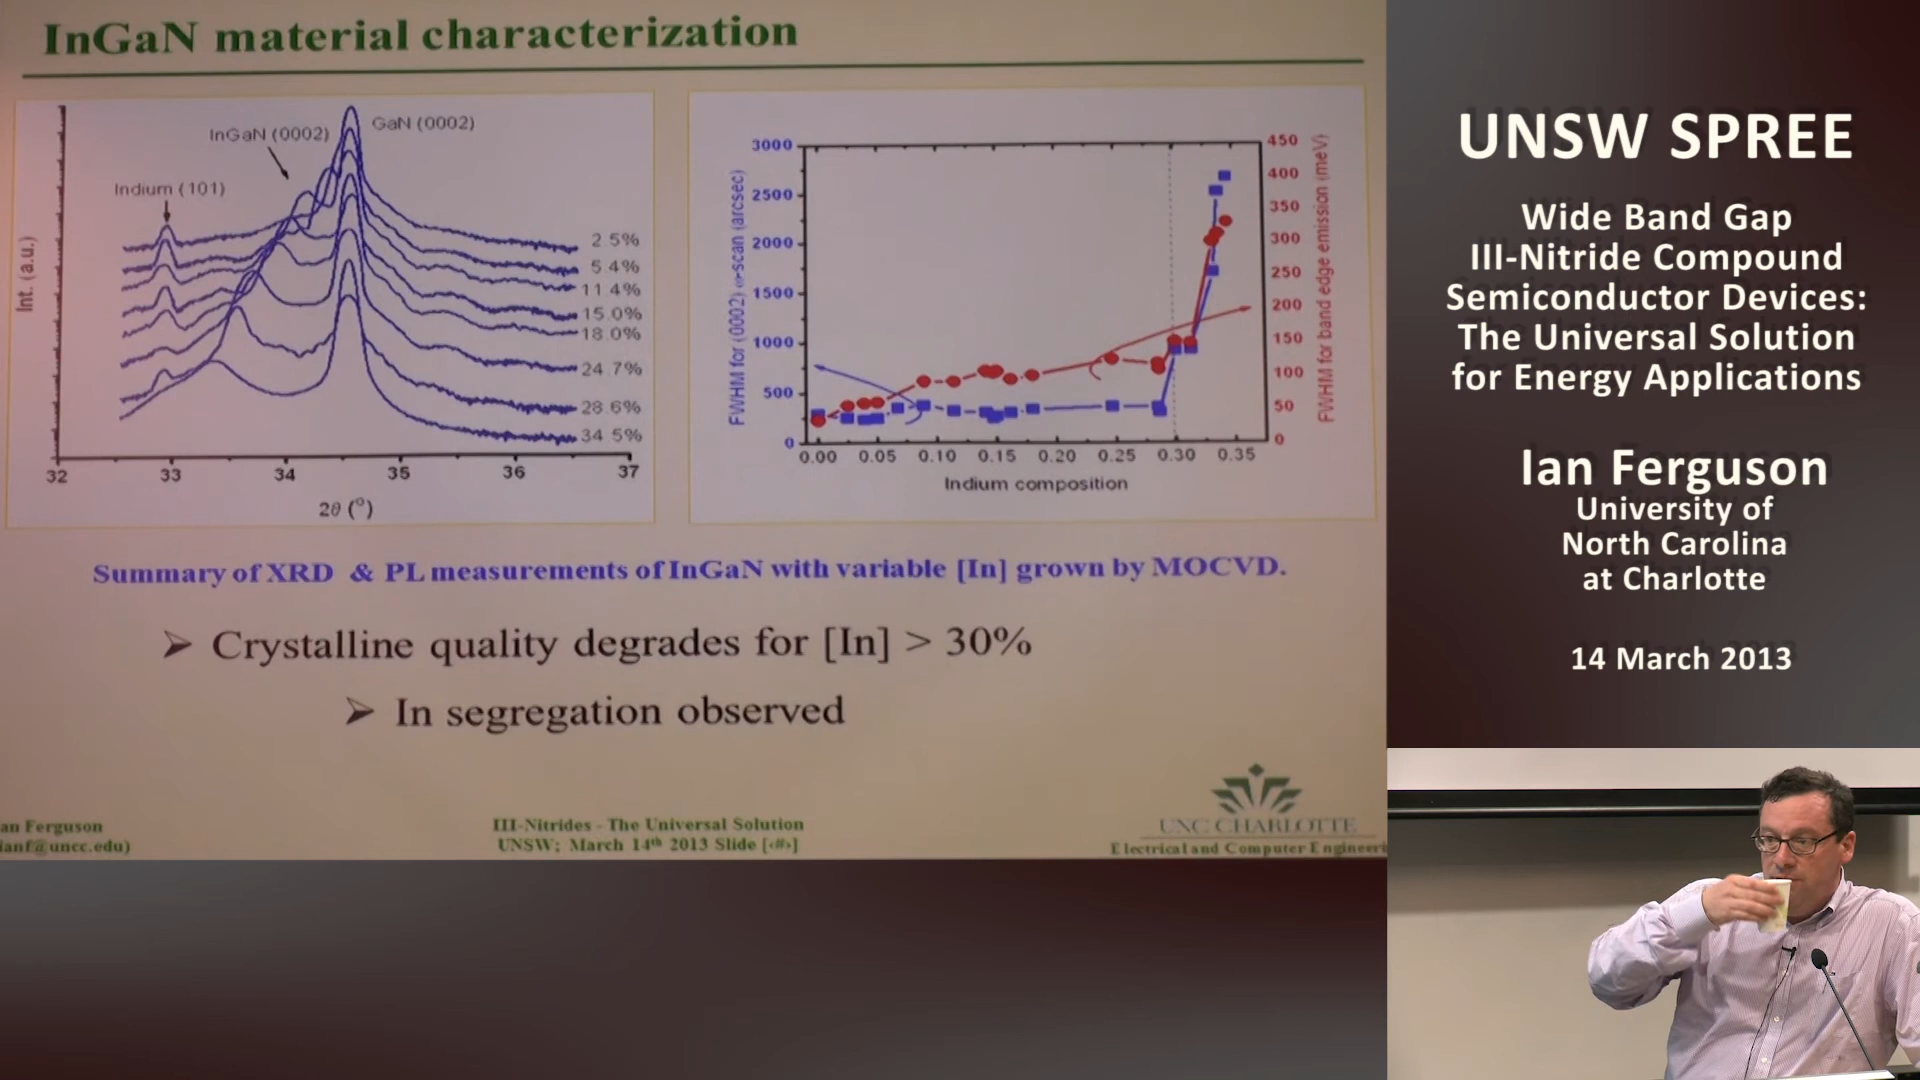 InGaN material characterization
InGaN (0002)
GaN (0002)
Indium (101)
Int. (a.u.)
2.5%
5.4%
11.4%
15.0%
18.0%
24.7%
28.6%
34.5%
32 33 34 35 36 37
2θ (°)
3000
2500
2000
1500
1000
500
0
FWHM for (0002) ω-scan (arcsec)
450
400
350
300
250
200
150
100
50
0
FWHM for band edge emission (meV)
0.00 0.05 0.10 0.15 0.20 0.25 0.30 0.35
Indium composition
Summary of XRD & PL measurements of InGaN with variable [In] grown by MOCVD.
➢ Crystalline quality degrades for [In] > 30%
➢ In segregation observed
an Ferguson
ianf@uncc.edu)
III-Nitrides - The Universal Solution
UNSW; March 14th 2013 Slide [‹#›]
UNC CHARLOTTE
Electrical and Computer Engineeri
UNSW SPREE
Wide Band Gap
III-Nitride Compound
Semiconductor Devices:
The Universal Solution
for Energy Applications
Ian Ferguson
University of
North Carolina
at Charlotte
14 March 2013